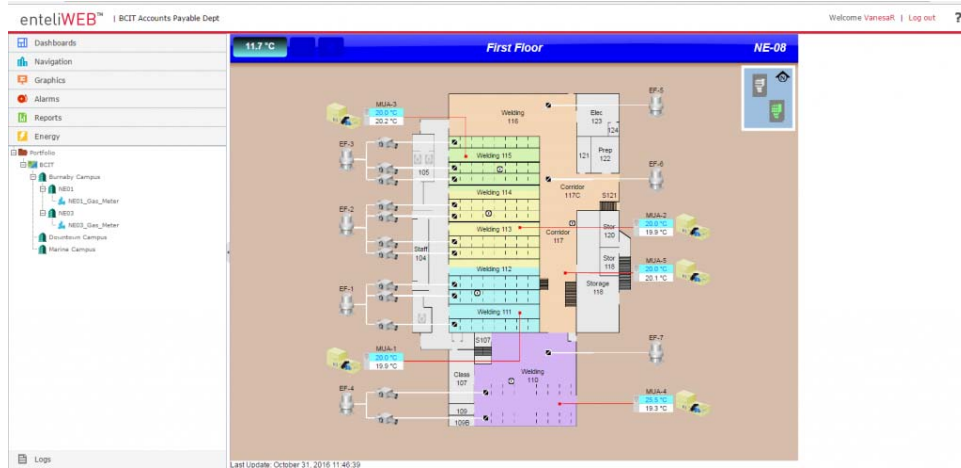 enteliWEB™ | BCIT Accounts Payable Dept
Welcome VanesaR | Log out ?
Dashboards
Navigation
Graphics
Alarms
Reports
Energy
Portfolio
BCIT
Burnaby Campus
NE01
NE01_Gas_Meter
NE03
NE03_Gas_Meter
Downtown Campus
Marine Campus
Logs
11.7 °C
First Floor
NE-08
MUA-3
20.0 °C
20.2 °C
EF-3
EF-2
EF-1
MUA-1
20.0 °C
19.9 °C
EF-4
Welding
116
Welding 115
Welding 114
Welding 113
Welding 112
Welding 111
Welding
110
105
Staff
104
S107
Class
107
109
109B
Elec
123
124
121
Prep
122
Corridor
117C
S121
Corridor
117
Stor
120
Stor
118
Storage
118
EF-5
EF-6
MUA-2
20.0 °C
19.9 °C
MUA-5
20.0 °C
20.1 °C
EF-7
MUA-4
19.3 °C
Last Update: October 31, 2016 11:46:39